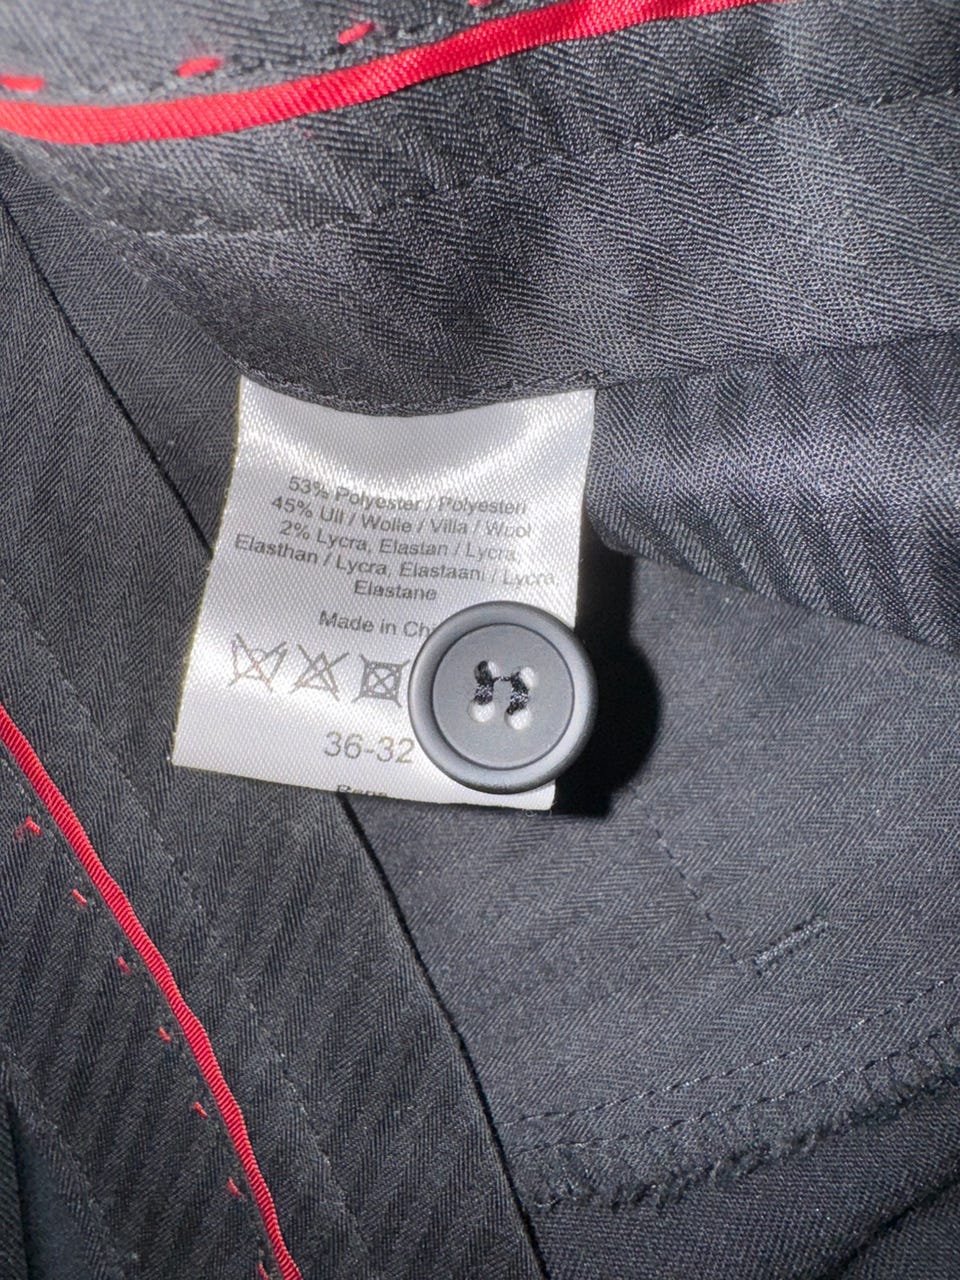 53% Polyester / Polyesteri
45% Ull / Wolle / Villa / Wool
2% Lycra, Elastan / Lycra,
Elasthan / Lycra, Elastaani / Lycra,
Elastane
Made in
36-32